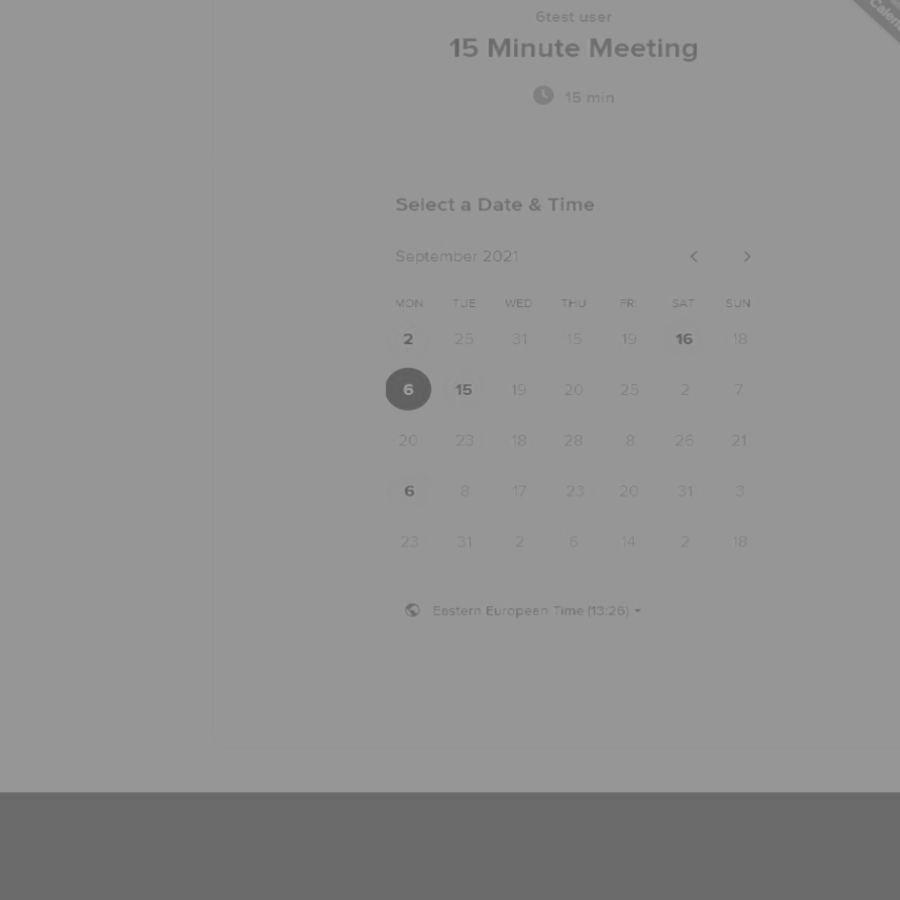 6test user
15 Minute Meeting
15 min
Select a Date & Time
September 2021
MON TUE WED THU FRI SAT SUN
2 25 31 15 19 16 18
6 15 19 20 25 2 7
20 23 18 28 8 26 21
6 8 17 23 20 31 3
23 31 2 6 14 2 18
Eastern European Time (13:26)